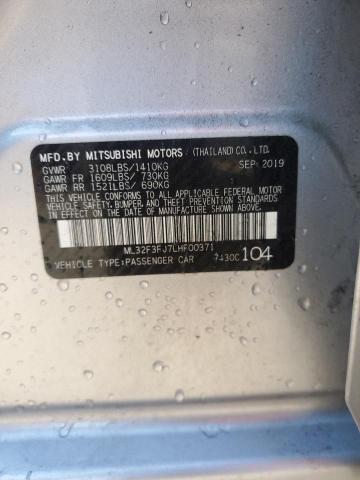 MFD.BY MITSUBISHI MOTORS (THAILAND) CO., LTD.
GVWR 3108LBS/1410KG SEP. 2019
GAWR FR 1609LBS/ 730KG
GAWR RR 1521LBS/ 690KG
THIS VEHICLE CONFORMS TO ALL APPLICABLE FEDERAL MOTOR
VEHICLE SAFETY, BUMPER, AND THEFT PREVENTION STANDARDS
IN EFFECT ON THE DATE OF MANUFACTURE SHOWN ABOVE.
ML32F3FJ7LHF00371
VEHICLE TYPE:PASSENGER CAR 7430C 104